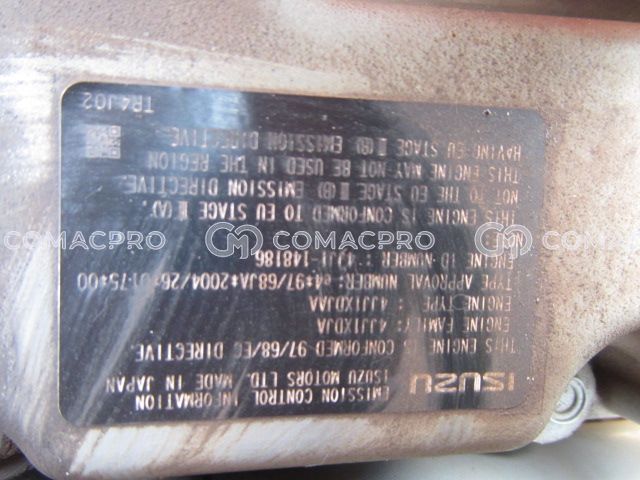 ISUZU
EMISSION CONTROL INFORMATION
ISUZU MOTORS LTD. MADE IN JAPAN
THIS ENGINE IS CONFORMED 97/68/EC DIRECTIVE.
ENGINE FAMILY: 4JJ1XDJA
ENGINE TYPE : 4JJ1XDJAA
TYPE APPROVAL NUMBER: e4*97/68JA*2004/26*0175*00
ENGINE ID-NUMBER : 4JJ1-148186
NOTE
THIS ENGINE IS CONFORMED TO EU STAGE Ⅲ (A),
NOT TO THE EU STAGE Ⅲ (B) EMISSION DIRECTIVE.
THIS ENGINE MAY NOT BE USED IN THE REGION
HAVING EU STAGE Ⅲ (B) EMISSION DIRECTIVE.
TR4J02
COMACPRO COMACPRO COMACPRO